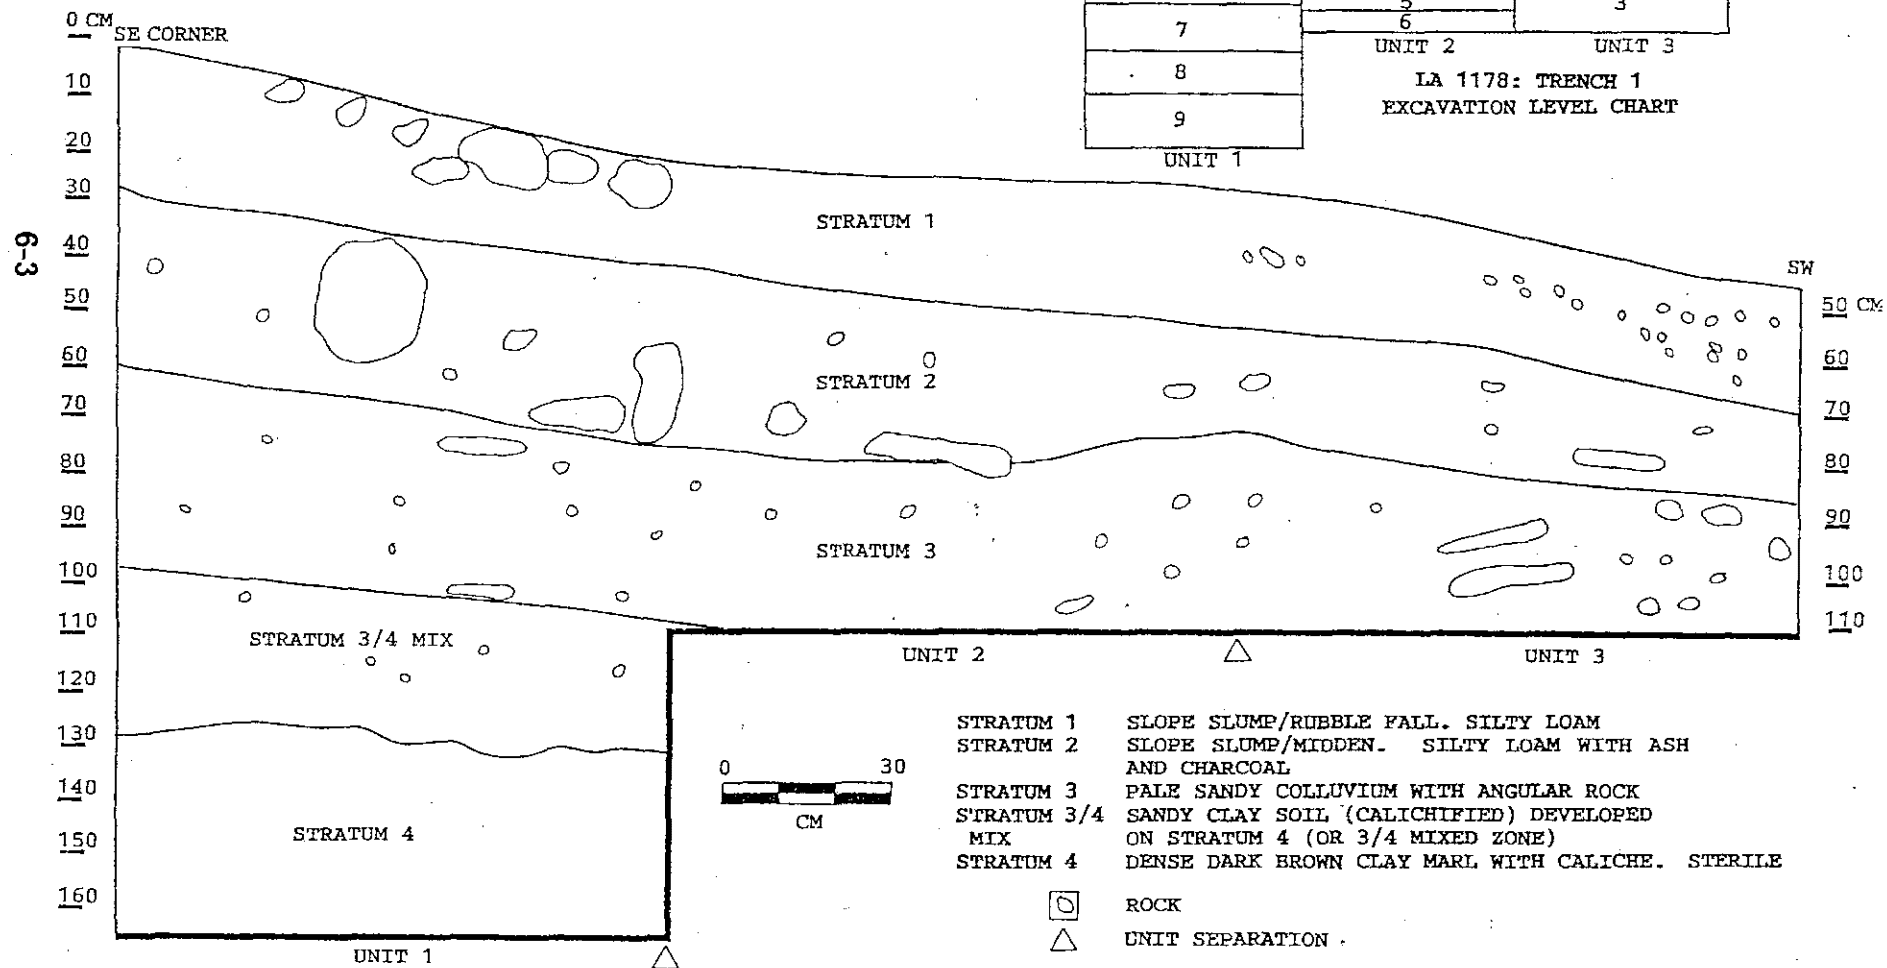 0 CM
SE CORNER
10
20
30
40
50
60
70
80
90
100
110
120
130
140
150
160
6-3
5
3
7
6
UNIT 2
UNIT 3
8
LA 1178: TRENCH 1
EXCAVATION LEVEL CHART
9
UNIT 1
STRATUM 1
SW
50 CM
60
70
80
90
100
110
STRATUM 2
STRATUM 3
STRATUM 3/4 MIX
STRATUM 4
UNIT 2
UNIT 3
UNIT 1
0 30
CM
STRATUM 1 SLOPE SLUMP/RUBBLE FALL. SILTY LOAM
STRATUM 2 SLOPE SLUMP/MIDDEN. SILTY LOAM WITH ASH
AND CHARCOAL
STRATUM 3 PALE SANDY COLLUVIUM WITH ANGULAR ROCK
STRATUM 3/4 SANDY CLAY SOIL (CALICHIFIED) DEVELOPED
MIX ON STRATUM 4 (OR 3/4 MIXED ZONE)
STRATUM 4 DENSE DARK BROWN CLAY MARL WITH CALICHE. STERILE
ROCK
UNIT SEPARATION